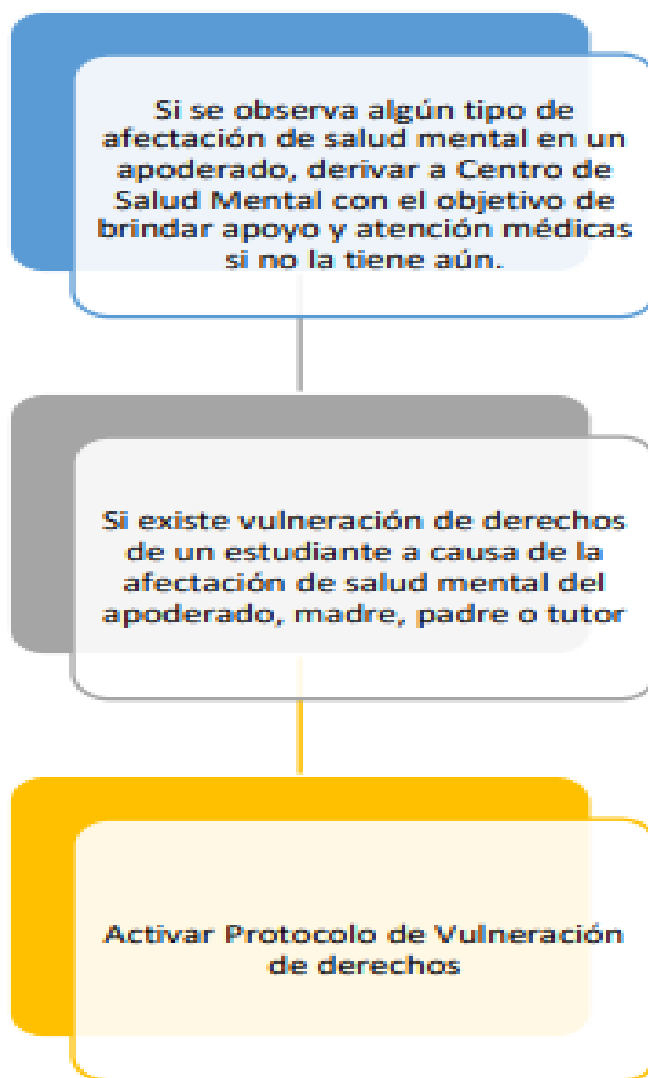 Si se observa algún tipo de
afectación de salud mental en un
apoderado, derivar a Centro de
Salud Mental con el objetivo de
brindar apoyo y atención médicas
si no la tiene aún.
Si existe vulneración de derechos
de un estudiante a causa de la
afectación de salud mental del
apoderado, madre, padre o tutor
Activar Protocolo de Vulneración
de derechos